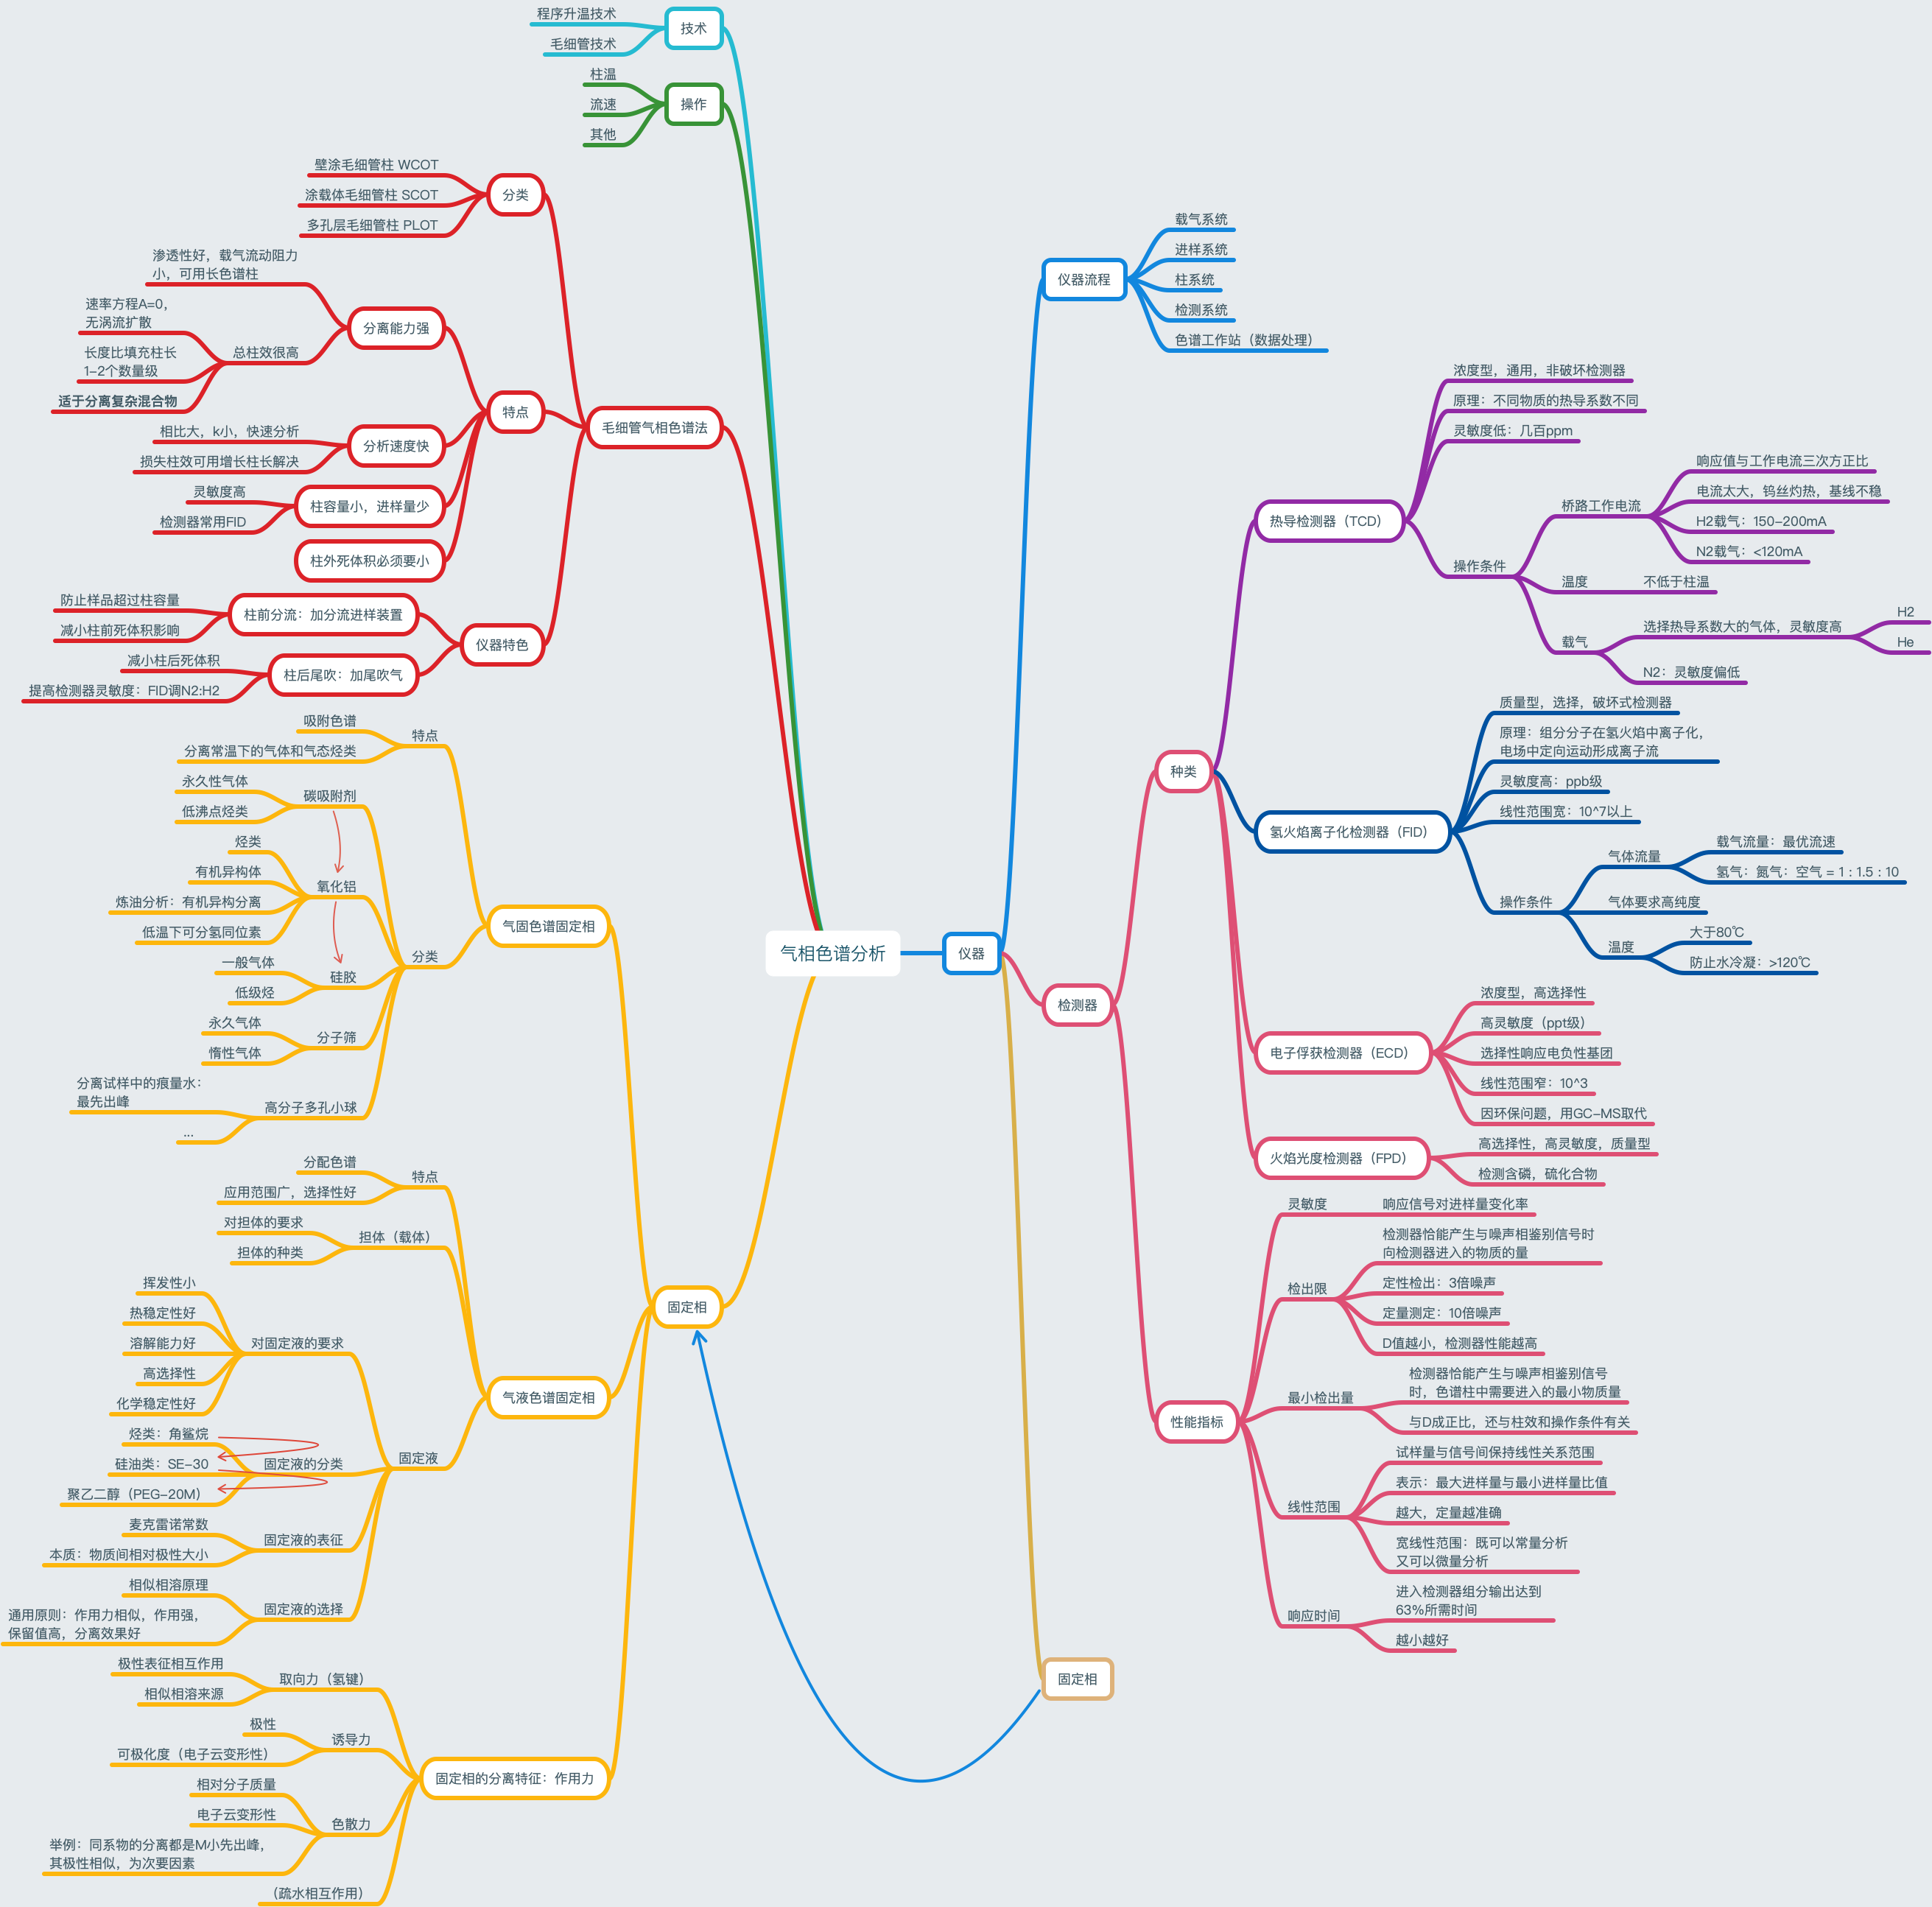 气相色谱分析
技术
程序升温技术
毛细管技术
操作
柱温
流速
其他
毛细管气相色谱法
分类
壁涂毛细管柱 WCOT
涂载体毛细管柱 SCOT
多孔层毛细管柱 PLOT
特点
分离能力强
渗透性好，载气流动阻力
小，可用长色谱柱
总柱效很高
速率方程A=0，
无涡流扩散
长度比填充柱长
1-2个数量级
适于分离复杂混合物
分析速度快
相比大，k小，快速分析
损失柱效可用增长柱长解决
柱容量小，进样量少
灵敏度高
检测器常用FID
柱外死体积必须要小
仪器特色
柱前分流：加分流进样装置
防止样品超过柱容量
减小柱前死体积影响
柱后尾吹：加尾吹气
减小柱后死体积
提高检测器灵敏度：FID调N2:H2
固定相
气固色谱固定相
特点
吸附色谱
分离常温下的气体和气态烃类
分类
碳吸附剂
永久性气体
低沸点烃类
氧化铝
烃类
有机异构体
炼油分析：有机异构分离
低温下可分氢同位素
硅胶
一般气体
低级烃
分子筛
永久气体
惰性气体
高分子多孔小球
分离试样中的痕量水：
最先出峰
...
气液色谱固定相
特点
分配色谱
应用范围广，选择性好
担体（载体）
对担体的要求
担体的种类
固定液
对固定液的要求
挥发性小
热稳定性好
溶解能力好
高选择性
化学稳定性好
固定液的分类
烃类：角鲨烷
硅油类：SE-30
聚乙二醇（PEG-20M）
固定液的表征
麦克雷诺常数
本质：物质间相对极性大小
固定液的选择
相似相溶原理
通用原则：作用力相似，作用强，
保留值高，分离效果好
固定相的分离特征：作用力
取向力（氢键）
极性表征相互作用
相似相溶来源
诱导力
极性
可极化度（电子云变形性）
色散力
相对分子质量
电子云变形性
举例：同系物的分离都是M小先出峰，
其极性相似，为次要因素
（疏水相互作用）
仪器
仪器流程
载气系统
进样系统
柱系统
检测系统
色谱工作站（数据处理）
检测器
种类
热导检测器（TCD）
浓度型，通用，非破坏检测器
原理：不同物质的热导系数不同
灵敏度低：几百ppm
操作条件
桥路工作电流
响应值与工作电流三次方正比
电流太大，钨丝灼热，基线不稳
H2载气：150-200mA
N2载气：<120mA
温度
不低于柱温
载气
选择热导系数大的气体，灵敏度高
H2
He
N2：灵敏度偏低
氢火焰离子化检测器（FID）
质量型，选择，破坏式检测器
原理：组分分子在氢火焰中离子化，
电场中定向运动形成离子流
灵敏度高：ppb级
线性范围宽：10^7以上
操作条件
气体流量
载气流量：最优流速
氢气：氮气：空气 = 1 : 1.5 : 10
气体要求高纯度
温度
大于80℃
防止水冷凝：>120℃
电子俘获检测器（ECD）
浓度型，高选择性
高灵敏度（ppt级）
选择性响应电负性基团
线性范围窄：10^3
因环保问题，用GC-MS取代
火焰光度检测器（FPD）
高选择性，高灵敏度，质量型
检测含磷，硫化合物
性能指标
灵敏度
响应信号对进样量变化率
检出限
检测器恰能产生与噪声相鉴别信号时
向检测器进入的物质的量
定性检出：3倍噪声
定量测定：10倍噪声
D值越小，检测器性能越高
最小检出量
检测器恰能产生与噪声相鉴别信号
时，色谱柱中需要进入的最小物质量
与D成正比，还与柱效和操作条件有关
线性范围
试样量与信号间保持线性关系范围
表示：最大进样量与最小进样量比值
越大，定量越准确
宽线性范围：既可以常量分析
又可以微量分析
响应时间
进入检测器组分输出达到
63%所需时间
越小越好
固定相